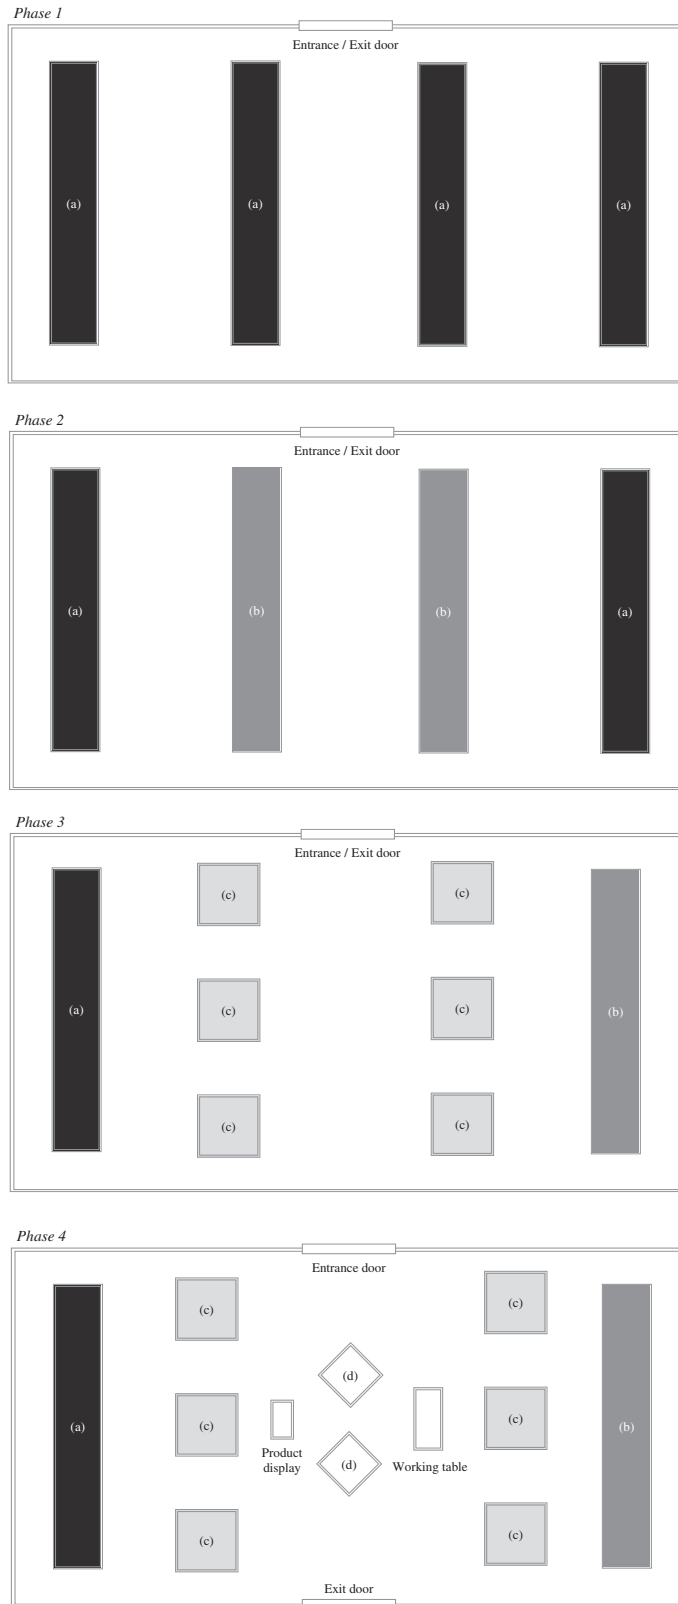 Phase 1
Entrance / Exit door
(a) (a) (a) (a)
Phase 2
Entrance / Exit door
(a) (b) (b) (a)
Phase 3
Entrance / Exit door
(c) (c)
(a) (c) (c) (b)
(c) (c)
Phase 4
Entrance door
(c) (c)
(d)
(a) (c) (c) (b)
Product
display
(d) Working table
(c) (c)
Exit door